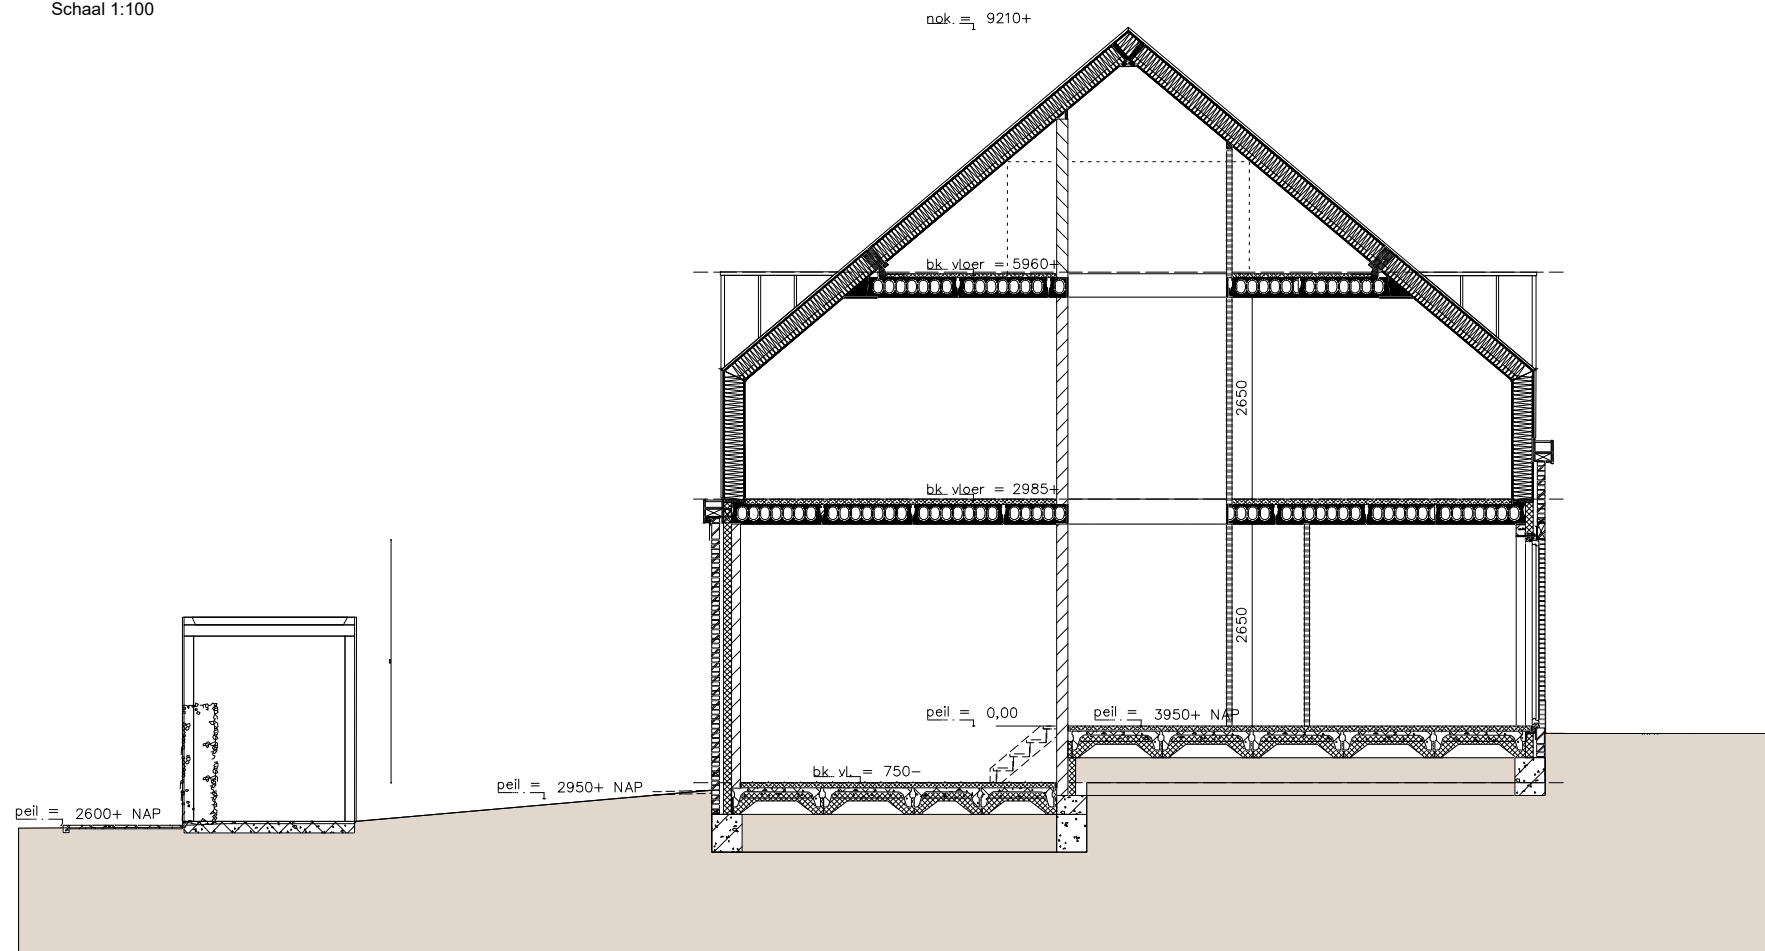 Schaal 1:100
nok. = 9210+
bk vloer = 5960+
2650
bk vloer = 2985+
2650
peil = 0,00
peil = 3950+ NAP
bk vl. = 750-
peil = 2950+ NAP
peil = 2600+ NAP